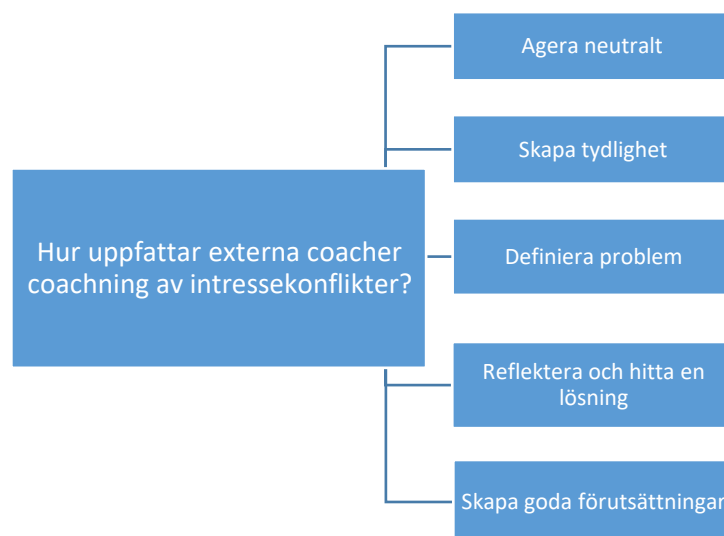 Agera neutralt
Skapa tydlighet
Hur uppfattar externa coacher
coachning av intressekonflikter?
Definiera problem
Reflektera och hitta en
lösning
Skapa goda förutsättningar